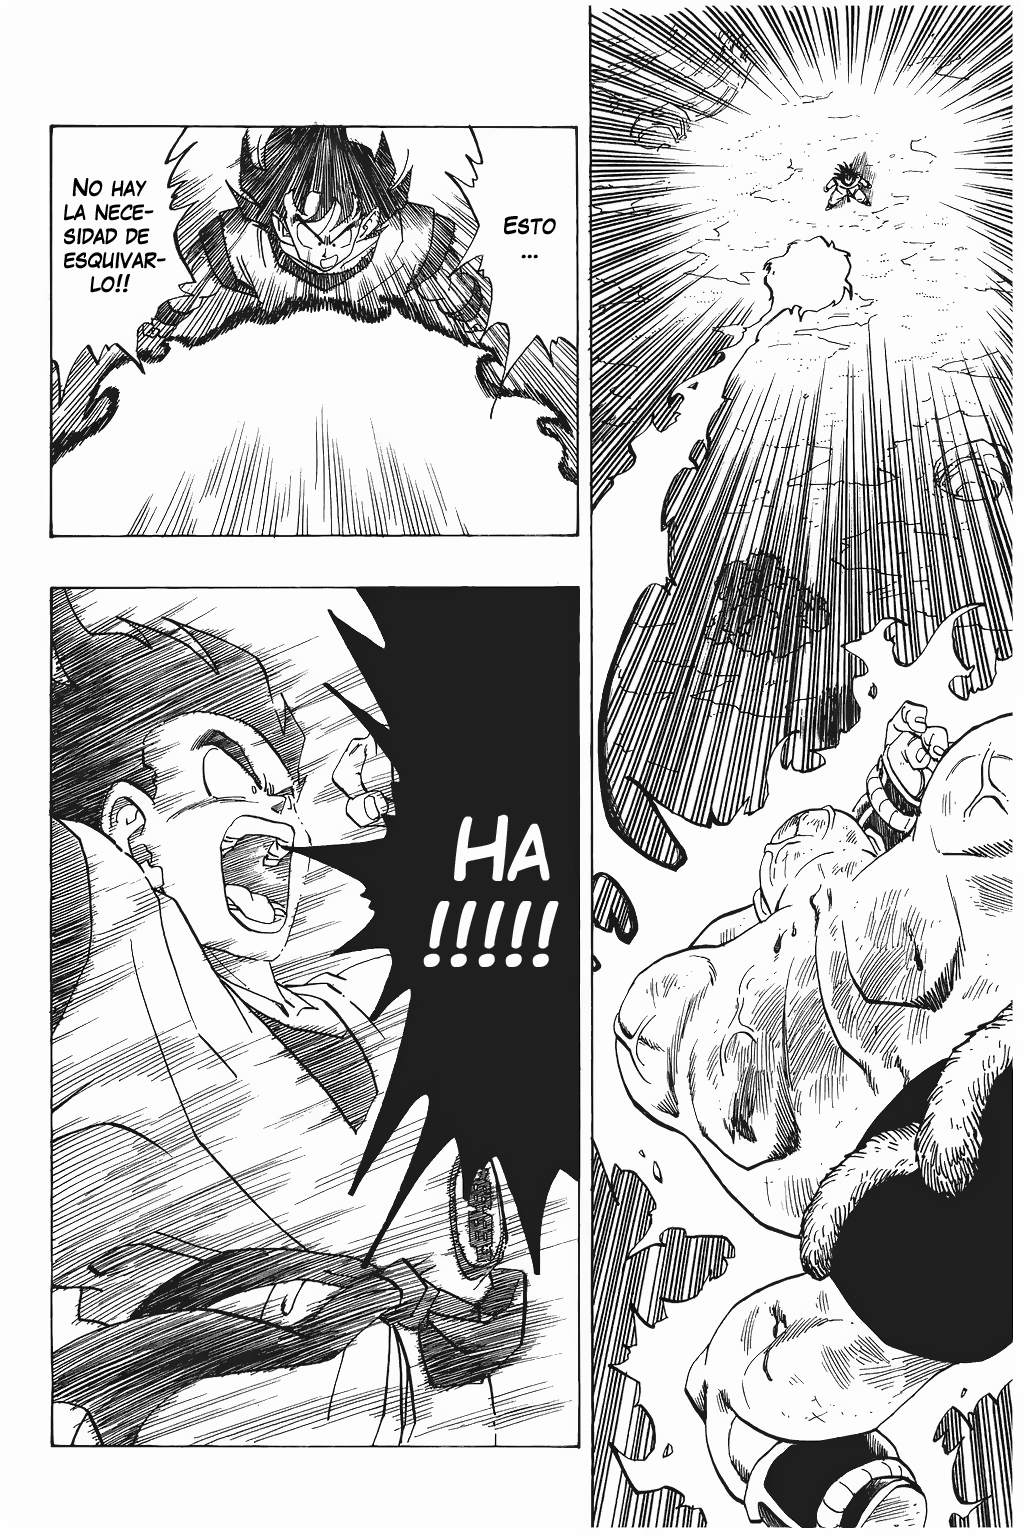 ESTO
...
NO HAY
LA NECE-
SIDAD DE
ESQUIVAR-
LO!!
HA
!!!!!